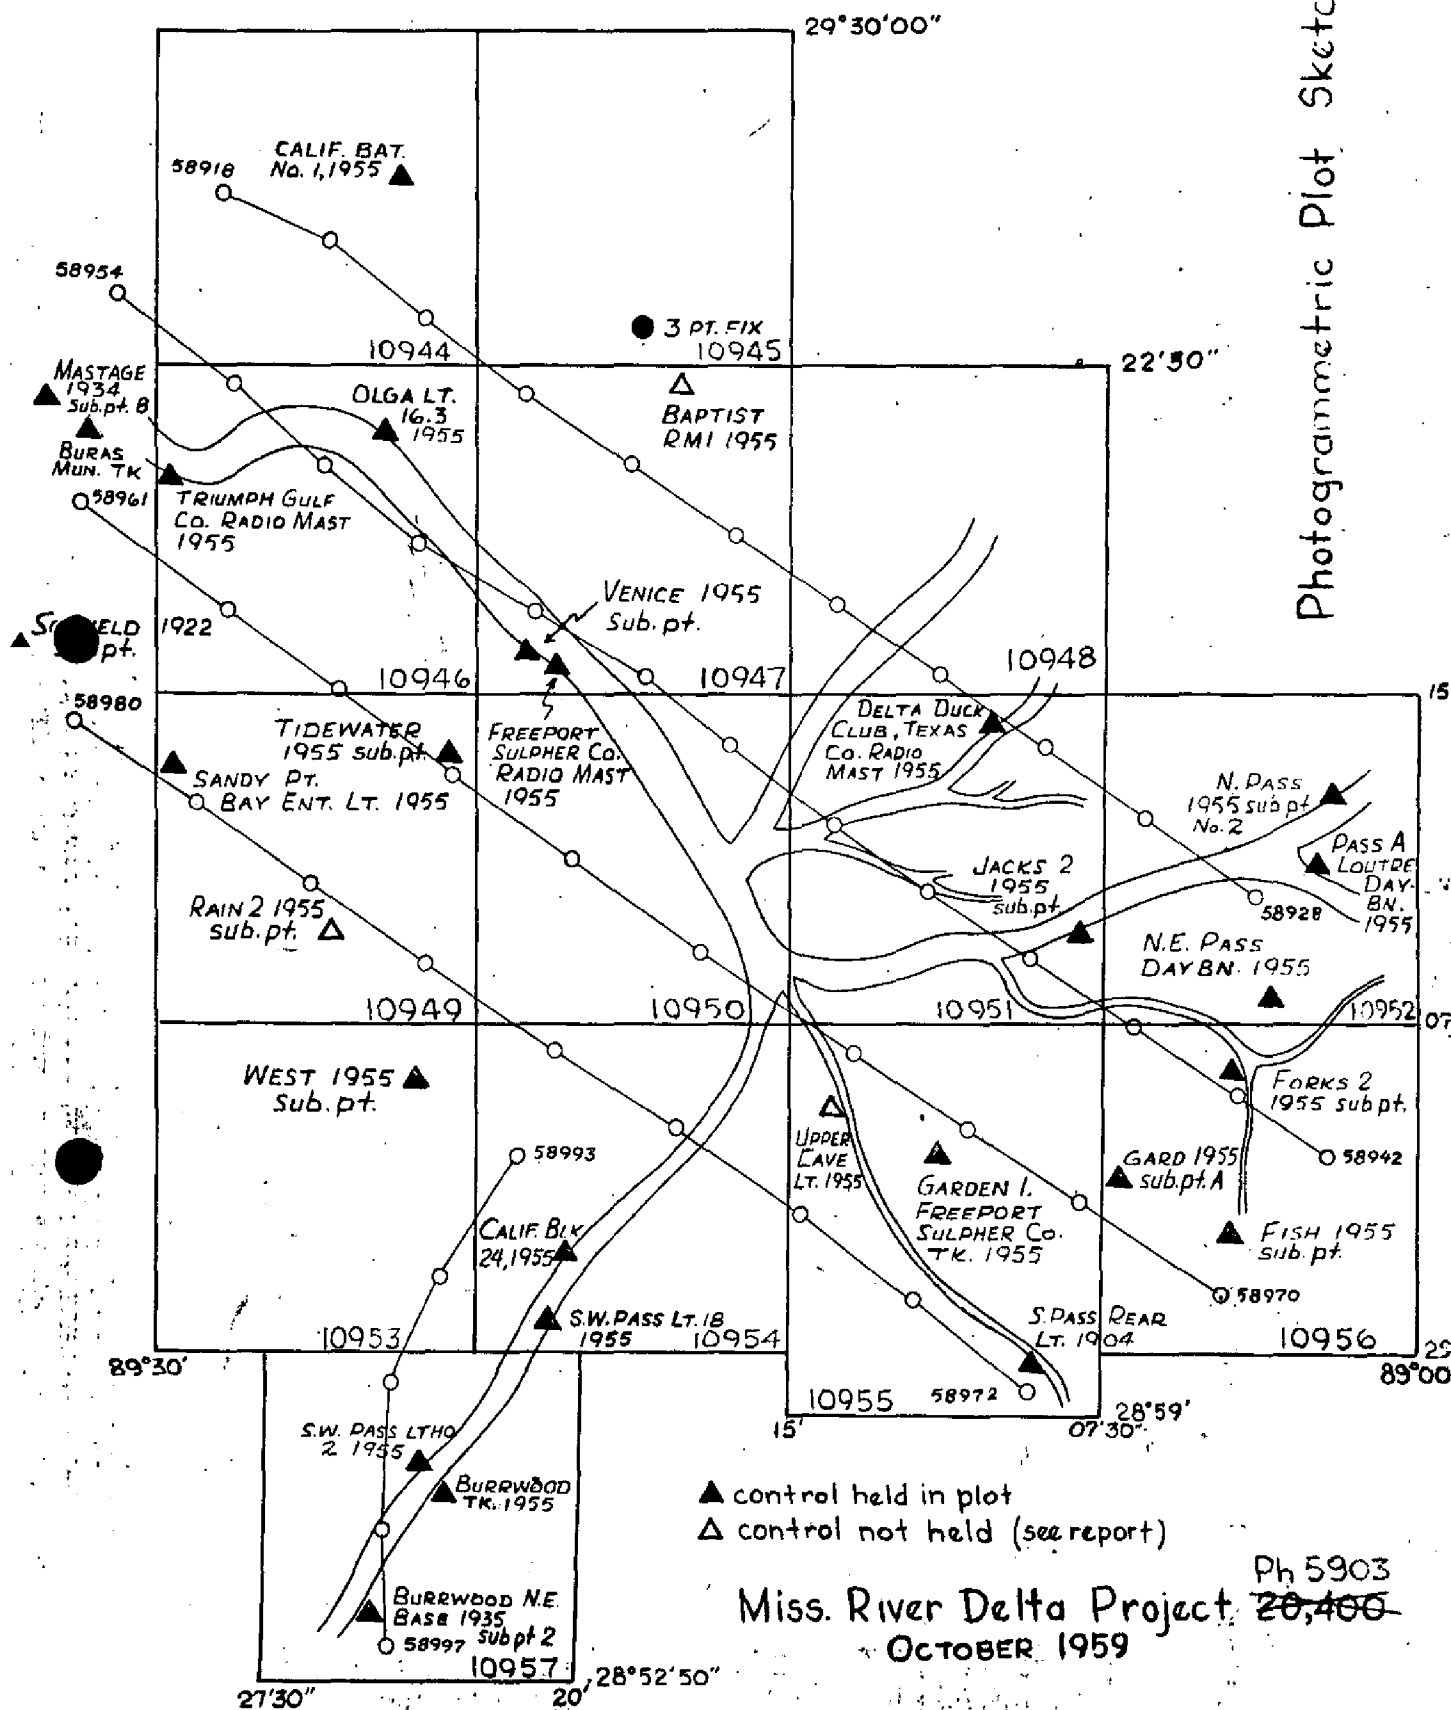 29°30'00"
Photogrammetric Plot
CALIF. BAT.
No. 1, 1955
58918
58954
3 PT. FIX
10944
10945
22'30"
MASTAGE
1934
Sub.pt. B
OLGA LT.
16.3
1955
BAPTIST
RM1 1955
BURAS
MUN. TK
58961
TRIUMPH GULF
CO. RADIO MAST
1955
VENICE 1955
Sub.pt.
1922
pt.
10946
10947
10948
15
58980
TIDEWATER
1955 sub.pt.
FREEPORT
SULPHER CO.
RADIO MAST
1955
DELTA DUCK
CLUB, TEXAS
CO. RADIO
MAST 1955
SANDY PT.
BAY ENT. LT. 1955
N. PASS
1955 sub pt
No. 2
PASS A
LOUTRE
DAY-
BN.
1955
JACKS 2
1955
sub.pt.
58928
RAIN 2 1955
sub.pt.
N.E. PASS
DAY BN. 1955
10949
10950
10951
10952
07
WEST 1955
sub.pt.
FORKS 2
1955 sub pt.
58993
UPPER
CAVE
LT. 1955
GARDEN I.
FREEPORT
SULPHER CO.
TK. 1955
GARD 1955
sub.pt. A
58942
CALIF. BLK
24, 1955
FISH 1955
sub.pt.
58970
S.W. PASS LT. 18
1955
S. PASS REAR
LT. 1904
10953
10954
10956
89°30'
89°00
10955
58972
28°59'
15'
07'30"
S.W. PASS LTHO
2 1955
BURRWOOD
TK. 1955
control held in plot
control not held (see report)
Ph 5903
Miss. River Delta Project 20,400
OCTOBER 1959
BURRWOOD N.E.
BASE 1935
sub pt 2
58997
10957
28°52'50"
27'30"
20'